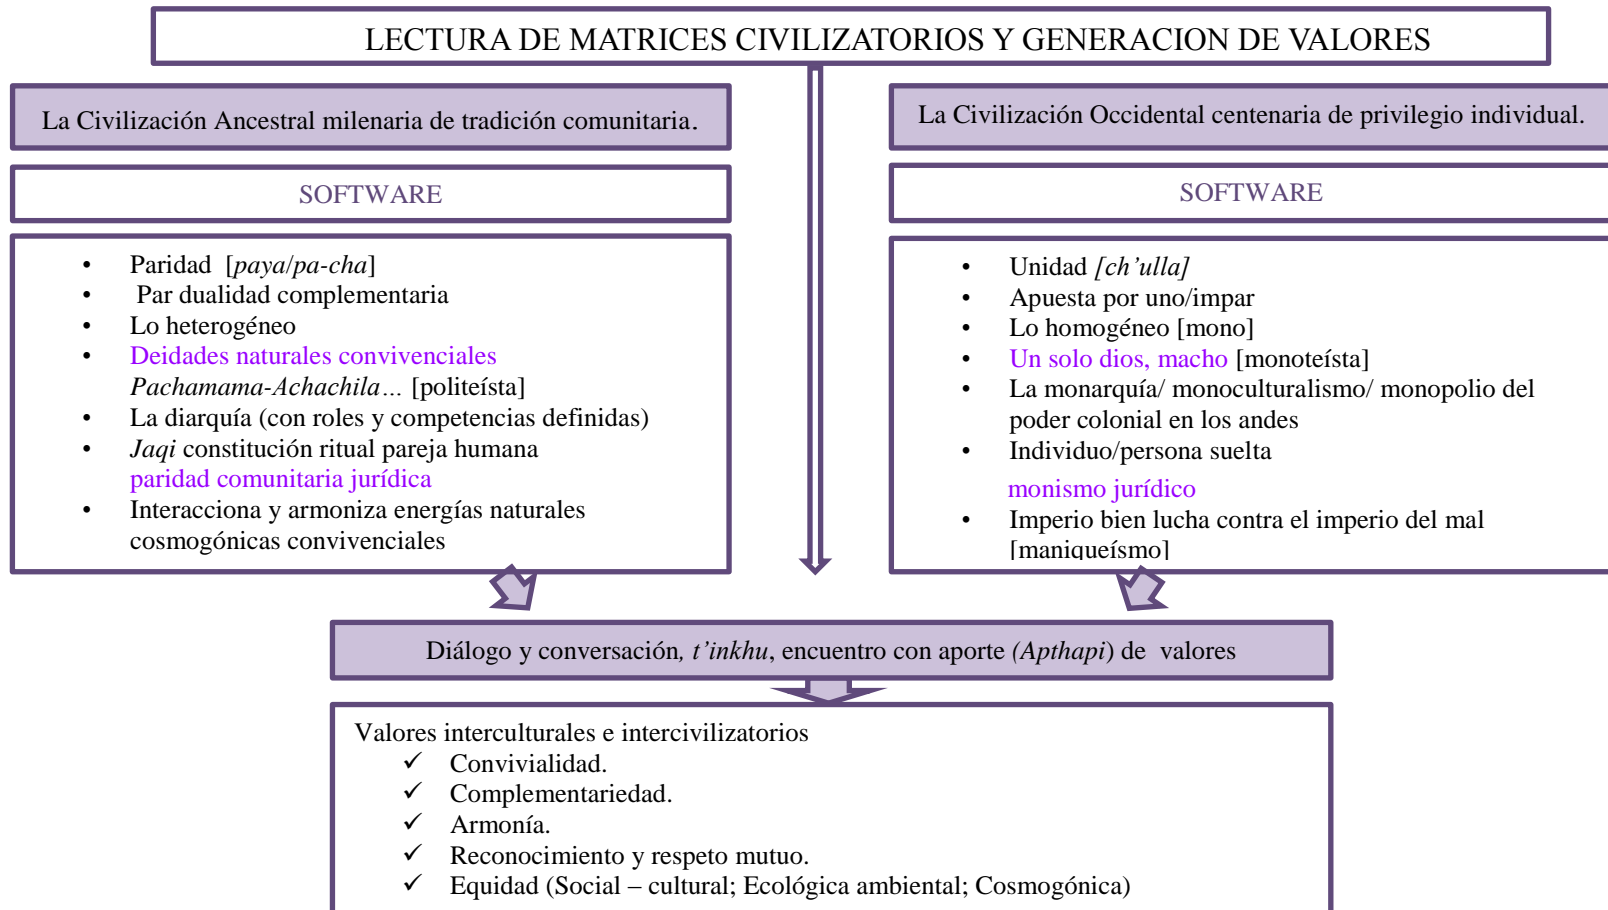 LECTURA DE MATRICES CIVILIZATORIOS Y GENERACION DE VALORES
La Civilización Ancestral milenaria de tradición comunitaria.
SOFTWARE
• Paridad [paya/pa-cha]
• Par dualidad complementaria
• Lo heterogéneo
• Deidades naturales convivenciales
Pachamama-Achachila... [politeísta]
• La diarquía (con roles y competencias definidas)
• Jaqi constitución ritual pareja humana
paridad comunitaria jurídica
• Interacciona y armoniza energías naturales
cosmogónicas convivenciales
La Civilización Occidental centenaria de privilegio individual.
SOFTWARE
• Unidad [ch’ulla]
• Apuesta por uno/impar
• Lo homogéneo [mono]
• Un solo dios, macho [monoteísta]
• La monarquía/ monoculturalismo/ monopolio del
poder colonial en los andes
• Individuo/persona suelta
monismo jurídico
• Imperio bien lucha contra el imperio del mal
[maniqueísmo]
Diálogo y conversación, t’inkhu, encuentro con aporte (Apthapi) de valores
Valores interculturales e intercivilizatorios
✓ Convivialidad.
✓ Complementariedad.
✓ Armonía.
✓ Reconocimiento y respeto mutuo.
✓ Equidad (Social – cultural; Ecológica ambiental; Cosmogónica)